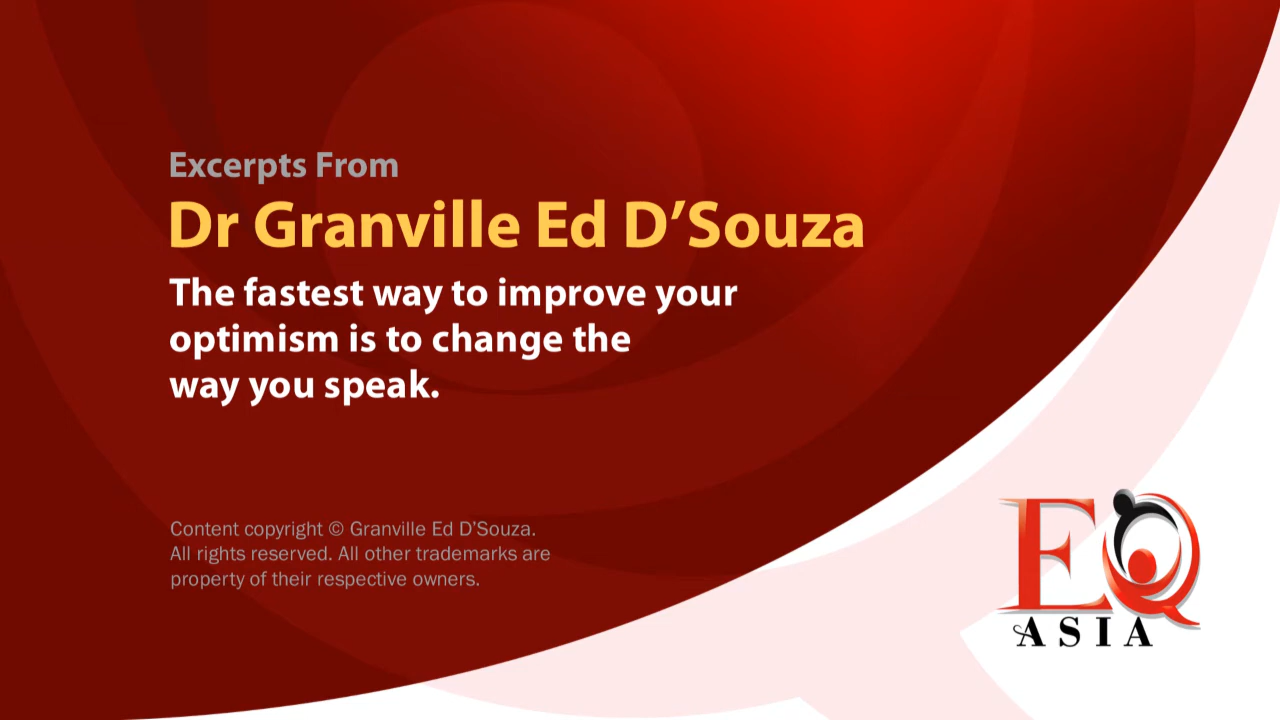 Excerpts From
Dr Granville Ed D’Souza
The fastest way to improve your
optimism is to change the
way you speak.
Content copyright © Granville Ed D’Souza.
All rights reserved. All other trademarks are
property of their respective owners.
EQ
ASIA